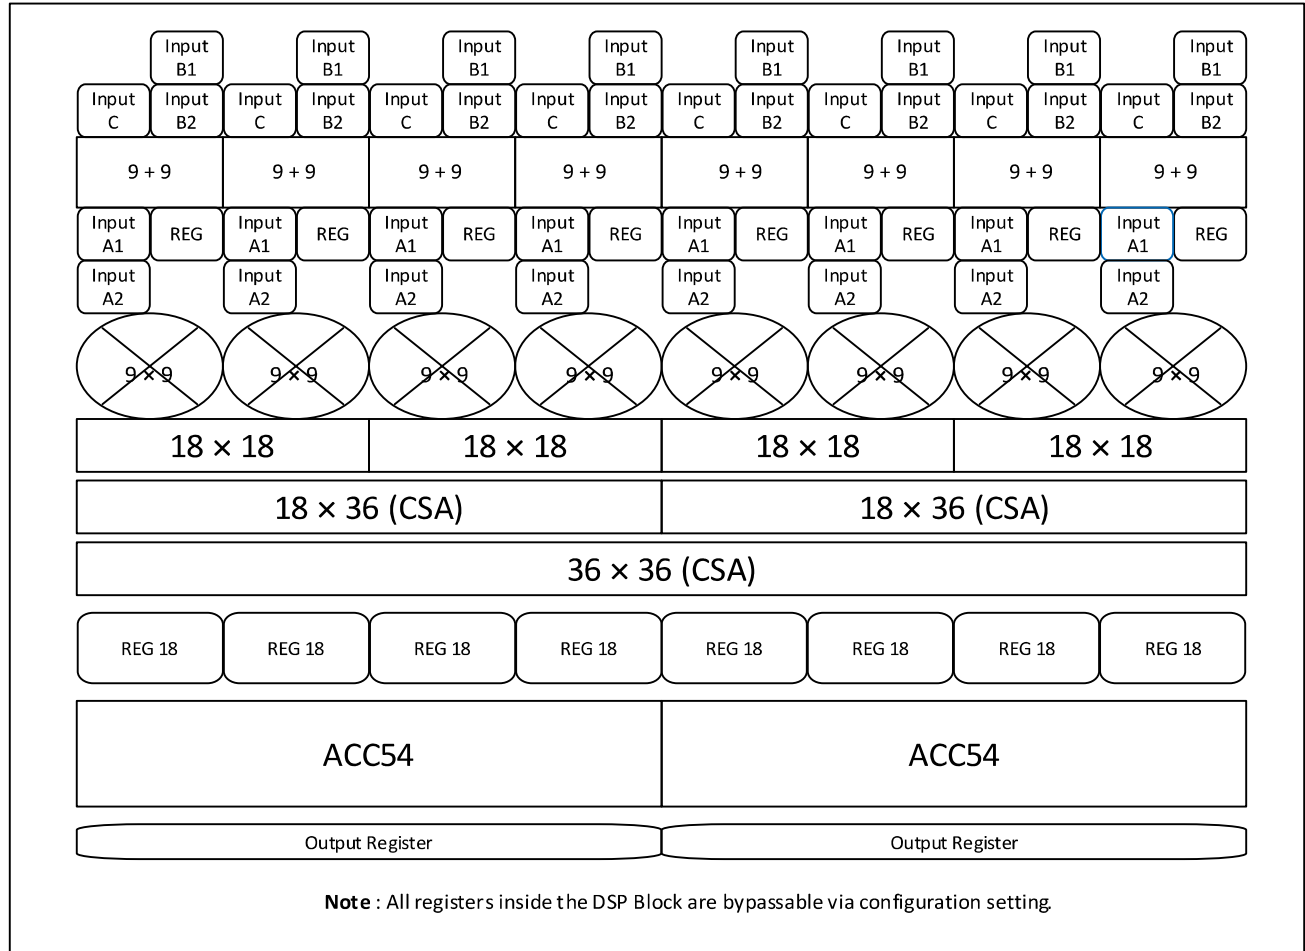 Input B1 Input B1 Input B1 Input B1 Input B1 Input B1 Input B1 Input B1
Input C Input B2 Input C Input B2 Input C Input B2 Input C Input B2 Input C Input B2 Input C Input B2 Input C Input B2 Input C Input B2
9 + 9 9 + 9 9 + 9 9 + 9 9 + 9 9 + 9 9 + 9 9 + 9
Input A1 REG Input A1 REG Input A1 REG Input A1 REG Input A1 REG Input A1 REG Input A1 REG Input A1 REG
Input A2 Input A2 Input A2 Input A2 Input A2 Input A2 Input A2 Input A2
9 × 9 9 × 9 9 × 9 9 × 9 9 × 9 9 × 9 9 × 9 9 × 9
18 × 18 18 × 18 18 × 18 18 × 18
18 × 36 (CSA) 18 × 36 (CSA)
36 × 36 (CSA)
REG 18 REG 18 REG 18 REG 18 REG 18 REG 18 REG 18 REG 18
ACC54 ACC54
Output Register Output Register
Note : All registers inside the DSP Block are bypassable via configuration setting.